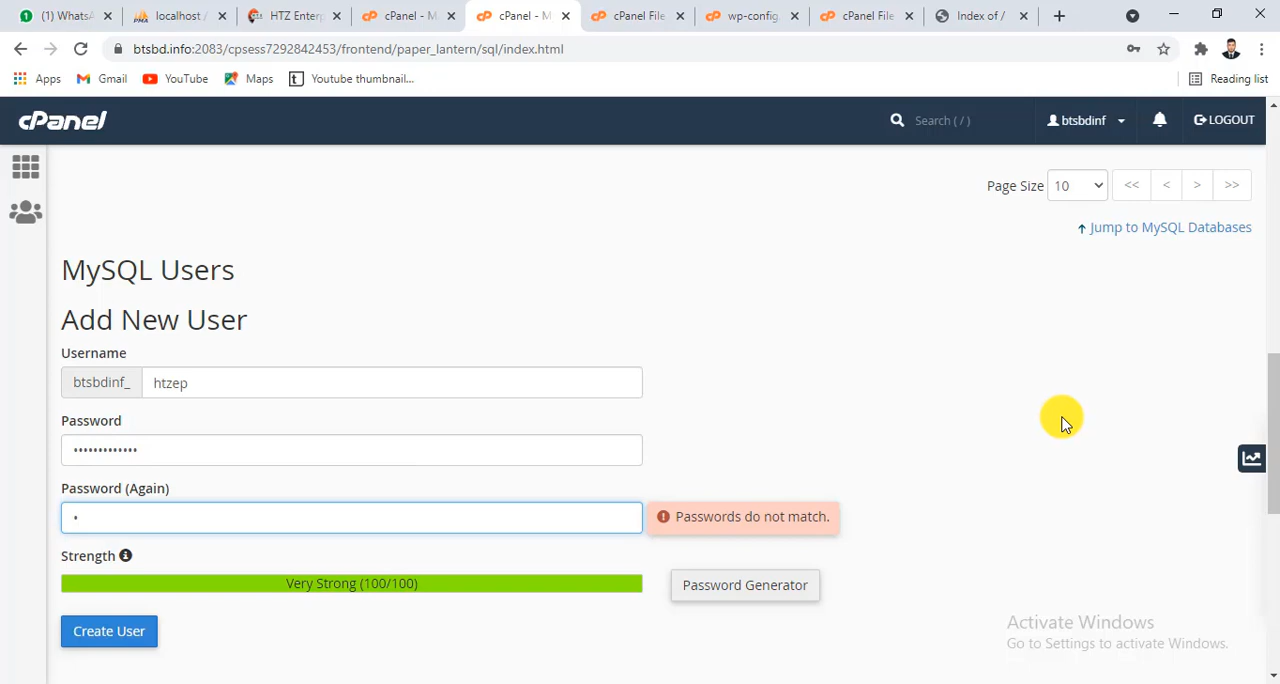 (1) WhatsA
localhost /
HTZ Enterp
cPanel - M
cPanel - M
cPanel File
wp-config.
cPanel File
Index of /
btsbd.info:2083/cpsess7292842453/frontend/paper_lantern/sql/index.html
Apps
Gmail
YouTube
Maps
Youtube thumbnail...
Reading list
cPanel
Search ( / )
btsbdinf
LOGOUT
Page Size 10 << < > >>
Jump to MySQL Databases
MySQL Users
Add New User
Username
btsbdinf_ htzep
Password
•••••••••••••
Password (Again)
•
Passwords do not match.
Strength
Very Strong (100/100)
Password Generator
Create User
Activate Windows
Go to Settings to activate Windows.